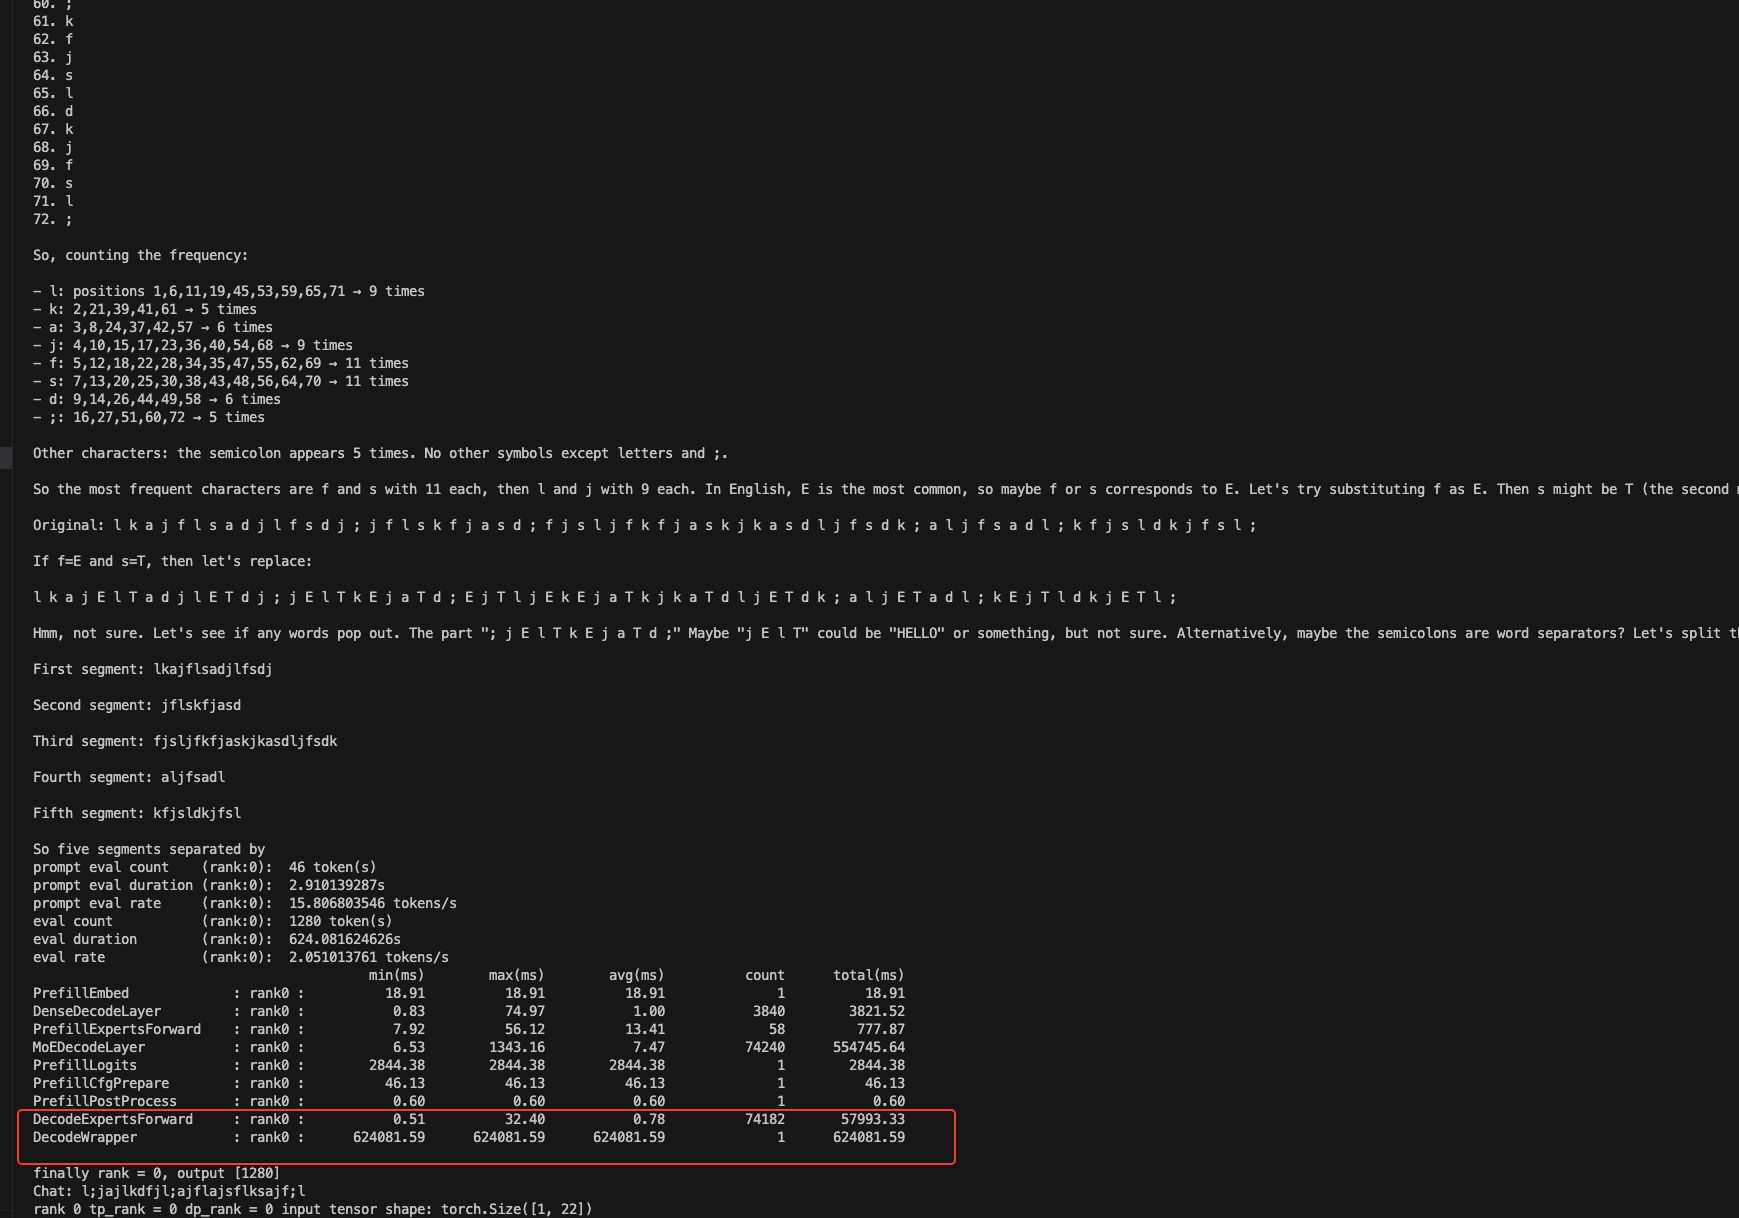 60. ;
61. k
62. f
63. j
64. s
65. l
66. d
67. k
68. j
69. f
70. s
71. l
72. ;
So, counting the frequency:
– l: positions 1,6,11,19,45,53,59,65,71 → 9 times
– k: 2,21,39,41,61 → 5 times
– a: 3,8,24,37,42,57 → 6 times
– j: 4,10,15,17,23,36,40,54,68 → 9 times
– f: 5,12,18,22,28,34,35,47,55,62,69 → 11 times
– s: 7,13,20,25,30,38,43,48,56,64,70 → 11 times
– d: 9,14,26,44,49,58 → 6 times
– ;: 16,27,51,60,72 → 5 times
Other characters: the semicolon appears 5 times. No other symbols except letters and ;.
So the most frequent characters are f and s with 11 each, then l and j with 9 each. In English, E is the most common, so maybe f or s corresponds to E. Let's try substituting f as E. Then s might be T (the second
Original: l k a j f l s a d j l f s d j ; j f l s k f j a s d ; f j s l j f k f j a s k j k a s d l j f s d k ; a l j f s a d l ; k f j s l d k j f s l ;
If f=E and s=T, then let's replace:
l k a j E l T a d j l E T d j ; j E l T k E j a T d ; E j T l j E k E j a T k j k a T d l j E T d k ; a l j E T a d l ; k E j T l d k j E T l ;
Hmm, not sure. Let's see if any words pop out. The part "; j E l T k E j a T d ;" Maybe "j E l T" could be "HELLO" or something, but not sure. Alternatively, maybe the semicolons are word separators? Let's split
First segment: lkajflsadjlfsdj
Second segment: jflskfjasd
Third segment: fjsljfkfjaskjkasdljfsdk
Fourth segment: aljfsadl
Fifth segment: kfjsldkjfsl
So five segments separated by
prompt eval count (rank:0): 46 token(s)
prompt eval duration (rank:0): 2.910139287s
prompt eval rate (rank:0): 15.806803546 tokens/s
eval count (rank:0): 1280 token(s)
eval duration (rank:0): 624.081624626s
eval rate (rank:0): 2.051013761 tokens/s
min(ms) max(ms) avg(ms) count total(ms)
PrefillEmbed : rank0 : 18.91 18.91 18.91 1 18.91
DenseDecodeLayer : rank0 : 0.83 74.97 1.00 3840 3821.52
PrefillExpertsForward : rank0 : 7.92 56.12 13.41 58 777.87
MoEDecodeLayer : rank0 : 6.53 1343.16 7.47 74240 554745.64
PrefillLogits : rank0 : 2844.38 2844.38 2844.38 1 2844.38
PrefillCfgPrepare : rank0 : 46.13 46.13 46.13 1 46.13
PrefillPostProcess : rank0 : 0.60 0.60 0.60 1 0.60
DecodeExpertsForward : rank0 : 0.51 32.40 0.78 74182 57993.33
DecodeWrapper : rank0 : 624081.59 624081.59 624081.59 1 624081.59
finally rank = 0, output [1280]
Chat: l;jajlkdfjl;ajflajsflksajf;l
rank 0 tp_rank = 0 dp_rank = 0 input tensor shape: torch.Size([1, 22])